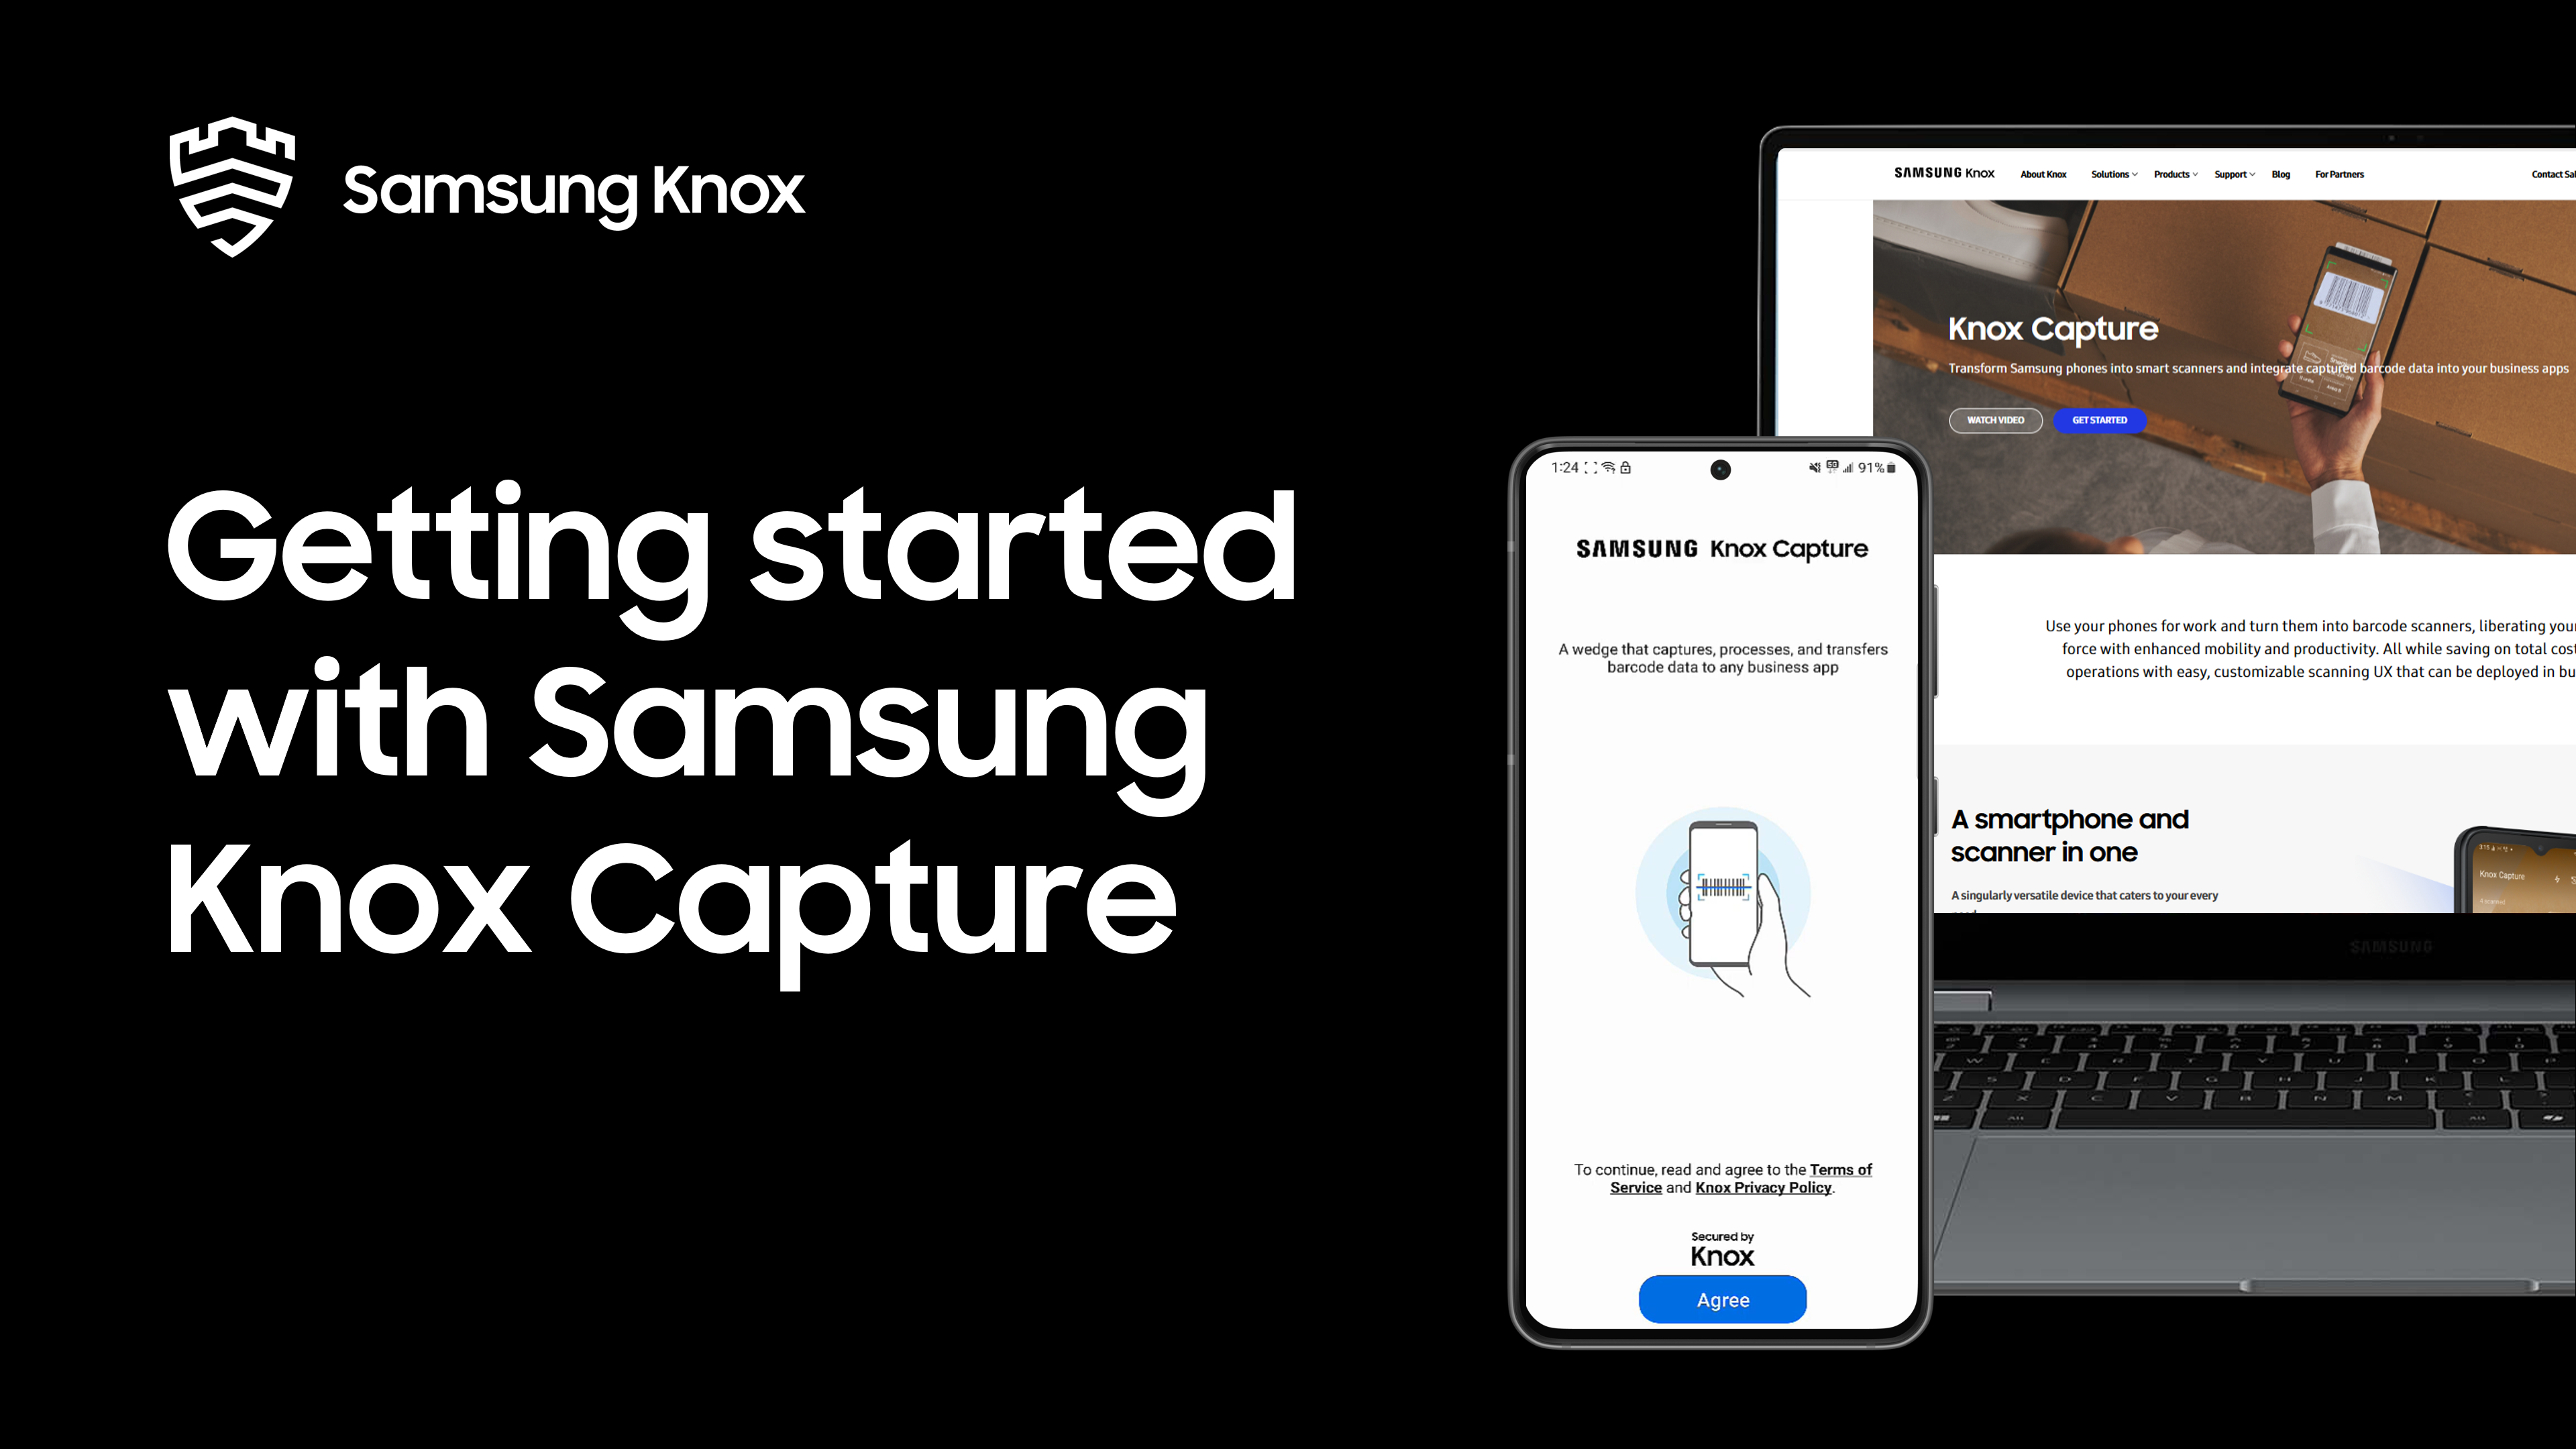 Samsung Knox
Getting started
with Samsung
Knox Capture
SAMSUNG Knox
About Knox
Solutions
Products
Support
Blog
For Partners
Contact
Knox Capture
Transform Samsung phones into smart scanners and integrate captured barcode data into your business apps
WATCH VIDEO
GET STARTED
Use your phones for work and turn them into barcode scanners, liberating
force with enhanced mobility and productivity. All while saving on total
operations with easy, customizable scanning UX that can be deployed in
A smartphone and
scanner in one
A singularly versatile device that caters to your every
Knox Capture
SAMSUNG
1:24
91%
SAMSUNG Knox Capture
A wedge that captures, processes, and transfers
barcode data to any business app
To continue, read and agree to the Terms of
Service and Knox Privacy Policy.
Secured by
Knox
Agree